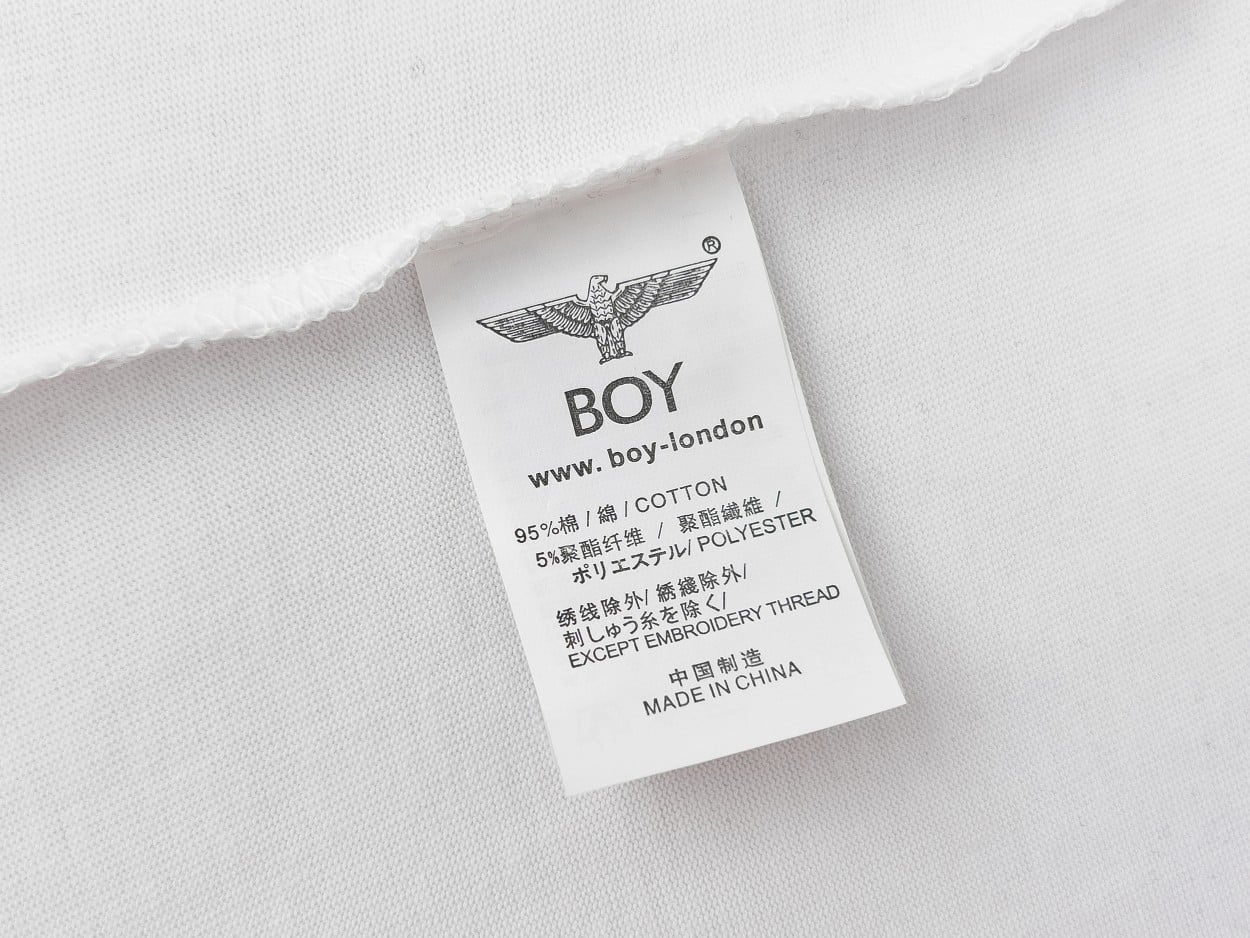 ®
BOY
www. boy-london
95%棉 / 綿 / COTTON
5%聚酯纤维 / 聚酯纖維 /
ポリエステル/ POLYESTER
绣线除外/ 綉綫除外/
刺しゅう糸を除く/
EXCEPT EMBROIDERY THREAD
中国制造
MADE IN CHINA